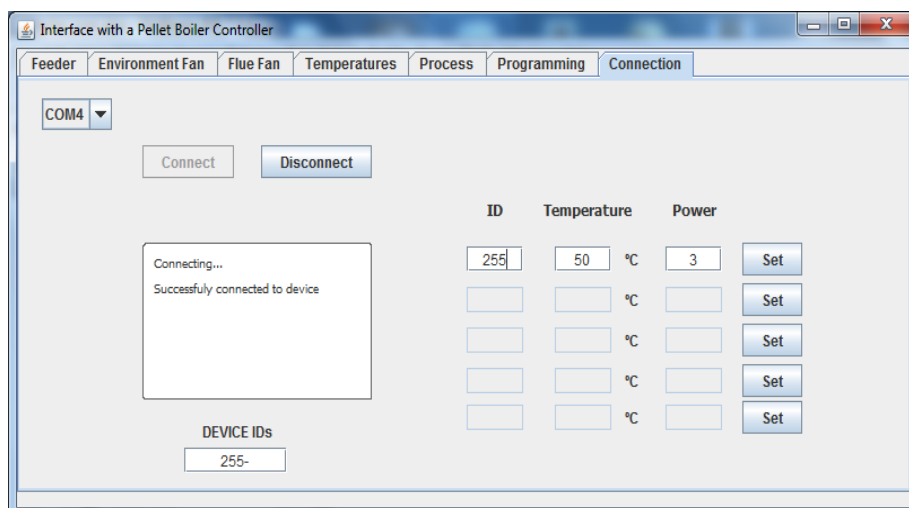 Interface with a Pellet Boiler Controller
Feeder Environment Fan Flue Fan Temperatures Process Programming Connection
COM4
Connect Disconnect
ID Temperature Power
255 50 ºC 3 Set
Connecting...
Successfuly connected to device
ºC Set
ºC Set
ºC Set
ºC Set
DEVICE IDs
255-